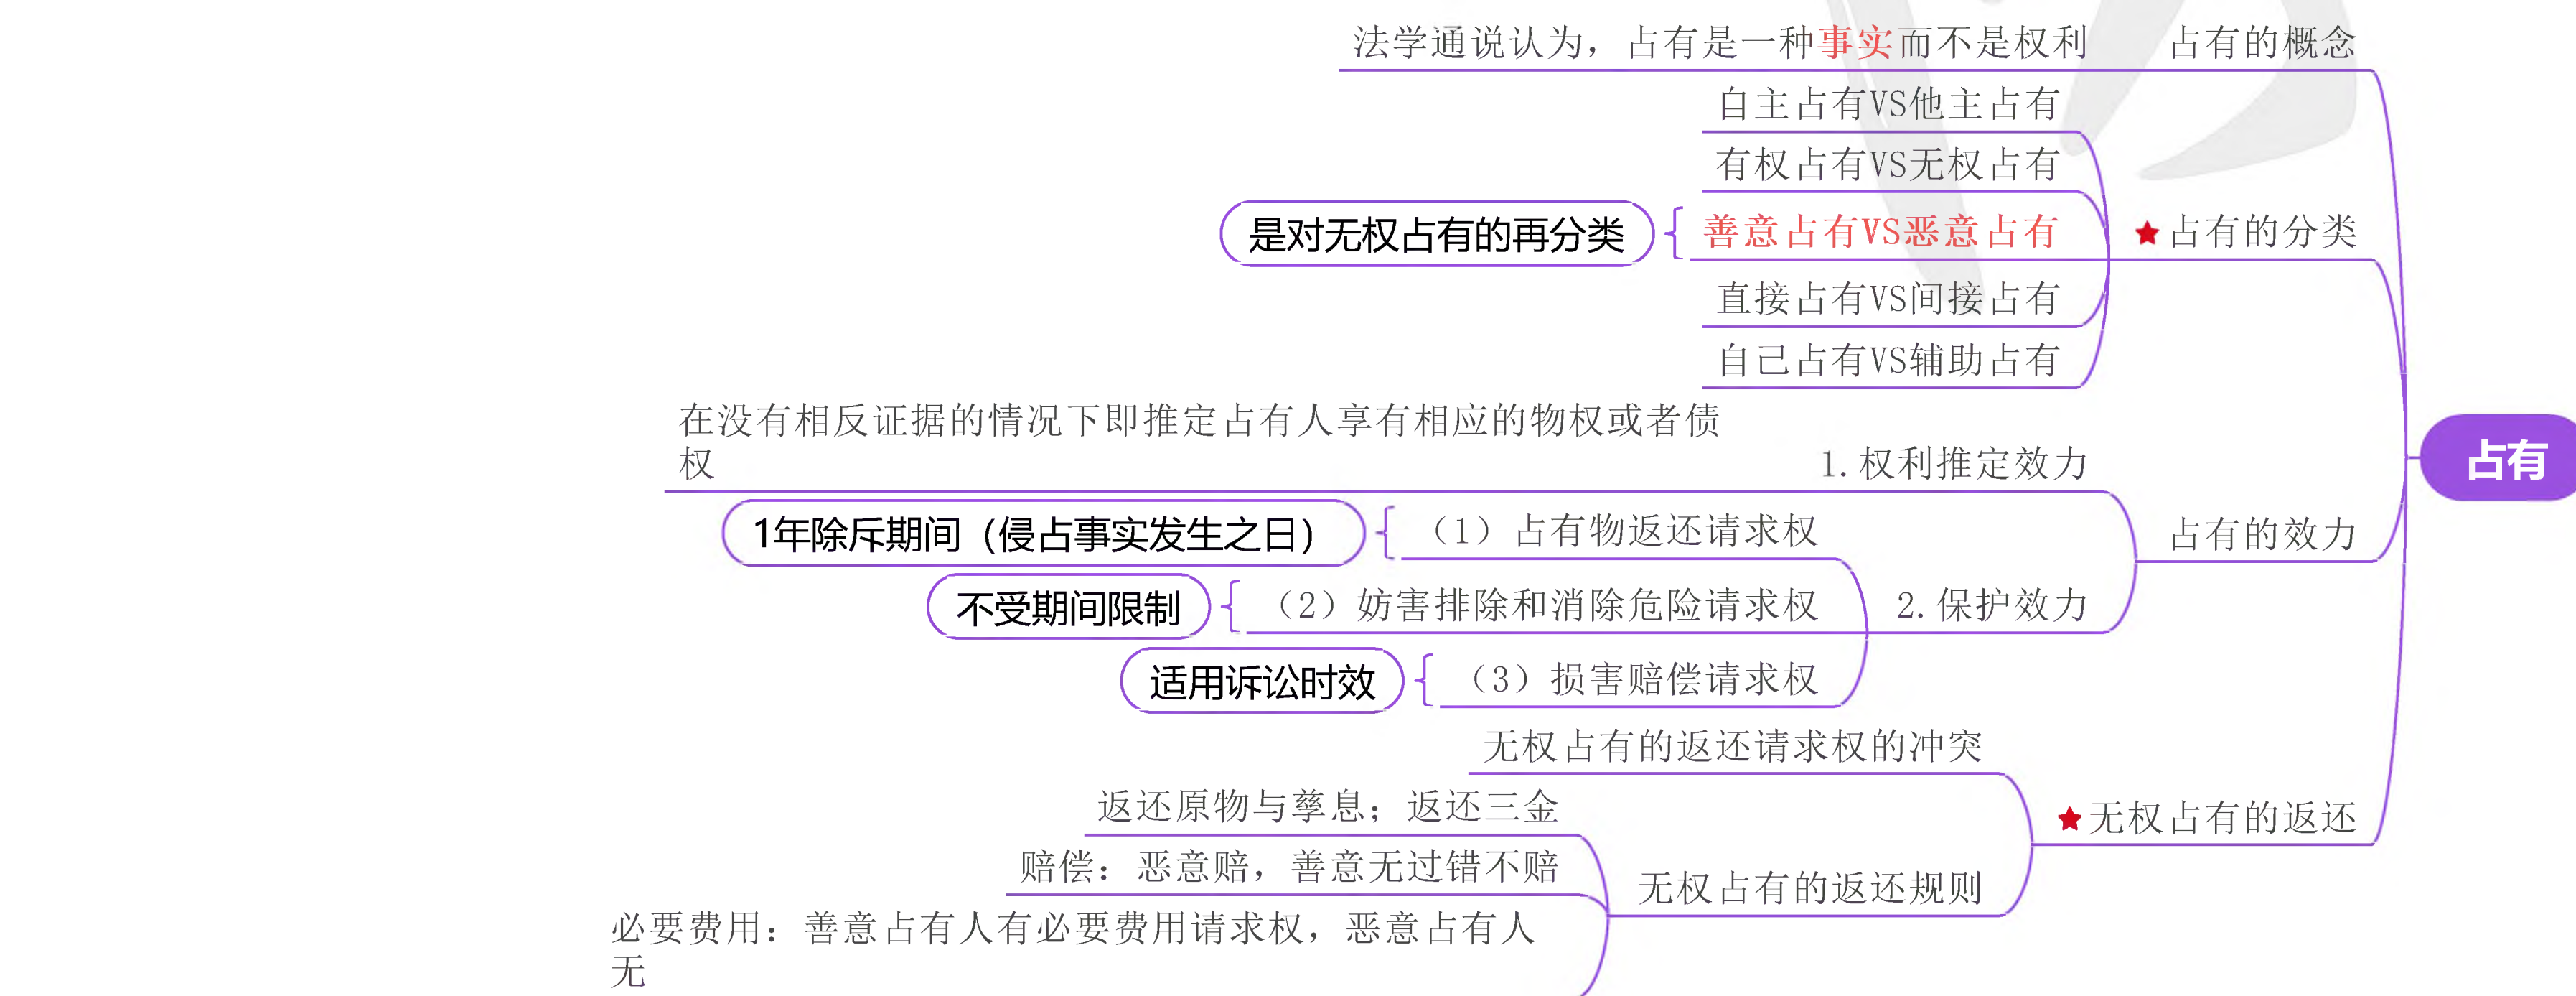 法学通说认为，占有是一种事实而不是权利
占有的概念
自主占有VS他主占有
有权占有VS无权占有
是对无权占有的再分类
善意占有VS恶意占有
占有的分类
直接占有VS间接占有
自己占有VS辅助占有
在没有相反证据的情况下即推定占有人享有相应的物权或者债
权
1.权利推定效力
占有
1年除斥期间（侵占事实发生之日）
（1）占有物返还请求权
占有的效力
不受期间限制
（2）妨害排除和消除危险请求权
2.保护效力
适用诉讼时效
（3）损害赔偿请求权
无权占有的返还请求权的冲突
返还原物与孳息；返还三金
无权占有的返还
赔偿：恶意赔，善意无过错不赔
无权占有的返还规则
必要费用：善意占有人有必要费用请求权，恶意占有人
无